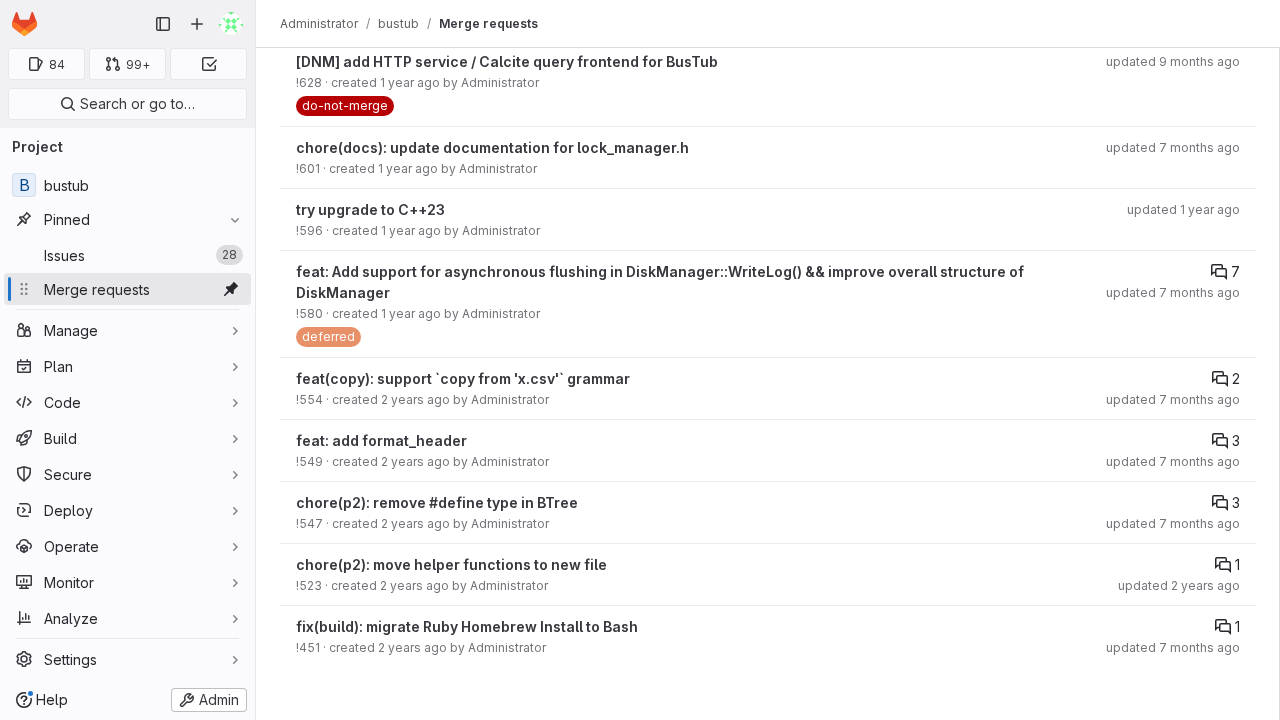 84
99+
Search or go to…
Project
B bustub
Pinned
Issues 28
Merge requests
Manage
Plan
Code
Build
Secure
Deploy
Operate
Monitor
Analyze
Settings
Help
Admin
Administrator / bustub / Merge requests
[DNM] add HTTP service / Calcite query frontend for BusTub
updated 9 months ago
!628 · created 1 year ago by Administrator
do-not-merge
chore(docs): update documentation for lock_manager.h
updated 7 months ago
!601 · created 1 year ago by Administrator
try upgrade to C++23
updated 1 year ago
!596 · created 1 year ago by Administrator
feat: Add support for asynchronous flushing in DiskManager::WriteLog() && improve overall structure of
DiskManager
7
updated 7 months ago
!580 · created 1 year ago by Administrator
deferred
feat(copy): support `copy from 'x.csv'` grammar
2
!554 · created 2 years ago by Administrator
updated 7 months ago
feat: add format_header
3
!549 · created 2 years ago by Administrator
updated 7 months ago
chore(p2): remove #define type in BTree
3
!547 · created 2 years ago by Administrator
updated 7 months ago
chore(p2): move helper functions to new file
1
!523 · created 2 years ago by Administrator
updated 2 years ago
fix(build): migrate Ruby Homebrew Install to Bash
1
!451 · created 2 years ago by Administrator
updated 7 months ago